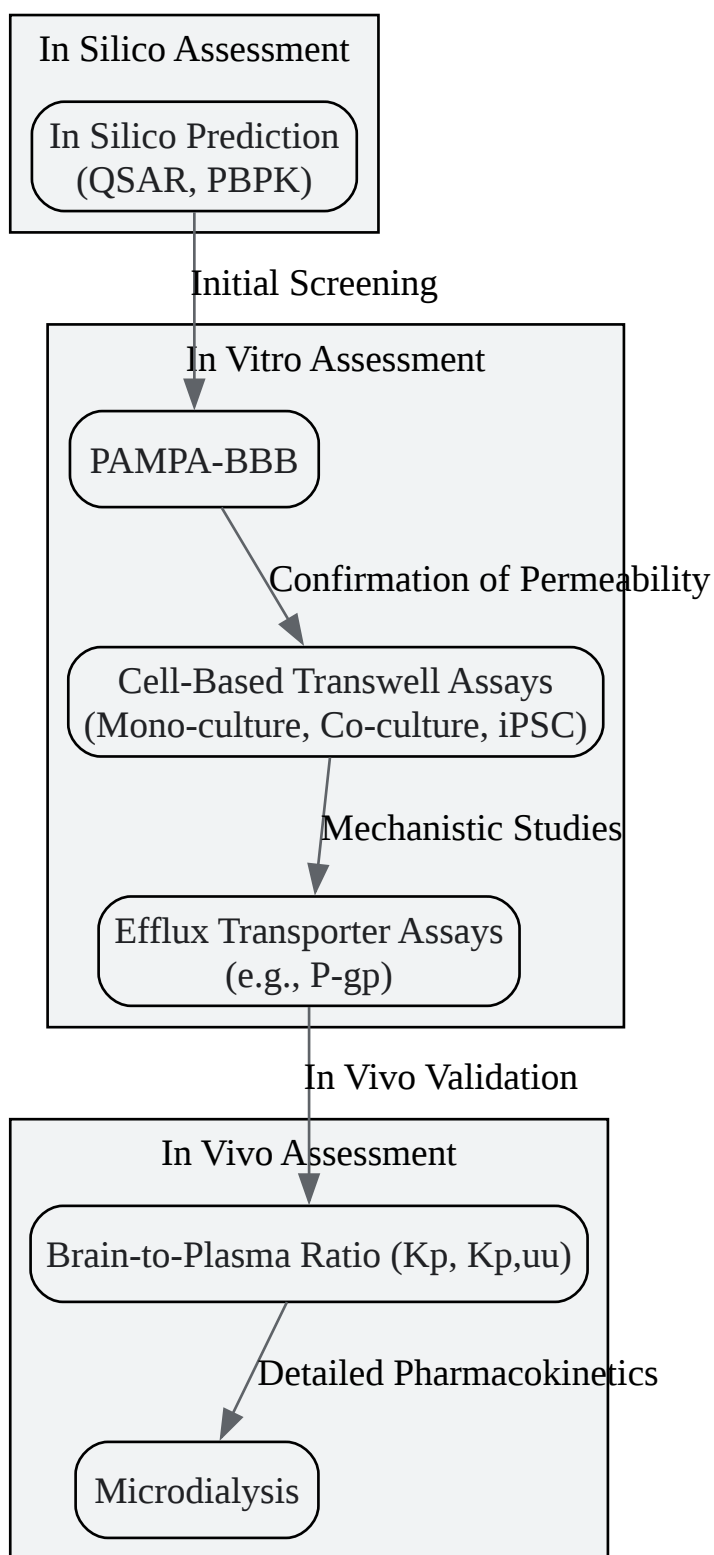 In Silico Assessment
In Silico Prediction
(QSAR, PBPK)
Initial Screening
In Vitro Assessment
PAMPA-BBB
Confirmation of Permeability
Cell-Based Transwell Assays
(Mono-culture, Co-culture, iPSC)
Mechanistic Studies
Efflux Transporter Assays
(e.g., P-gp)
In Vivo Validation
In Vivo Assessment
Brain-to-Plasma Ratio (Kp, Kp,uu)
Detailed Pharmacokinetics
Microdialysis